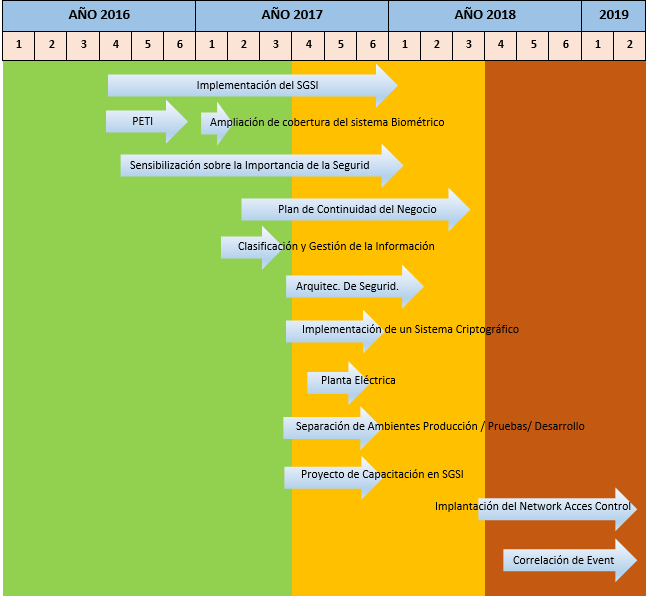 AÑO 2016 AÑO 2017 AÑO 2018 2019
1 2 3 4 5 6 1 2 3 4 5 6 1 2 3 4 5 6 1 2
Implementación del SGSI
PETI Ampliación de cobertura del sistema Biométrico
Sensibilización sobre la Importancia de la Segurid
Plan de Continuidad del Negocio
Clasificación y Gestión de la Información
Arquitec. De Segurid.
Implementación de un Sistema Criptográfico
Planta Eléctrica
Separación de Ambientes Producción / Pruebas/ Desarrollo
Proyecto de Capacitación en SGSI
Implantación del Network Acces Control
Correlación de Event